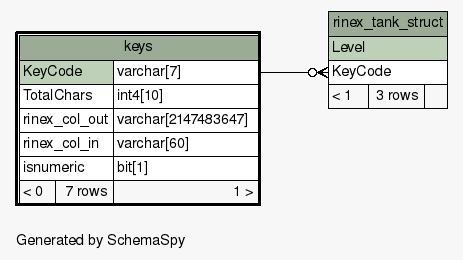 keys
KeyCode varchar[7]
TotalChars int4[10]
rinex_col_out varchar[2147483647]
rinex_col_in varchar[60]
isnumeric bit[1]
< 0 7 rows 1 >
rinex_tank_struct
Level
KeyCode
< 1 3 rows
Generated by SchemaSpy